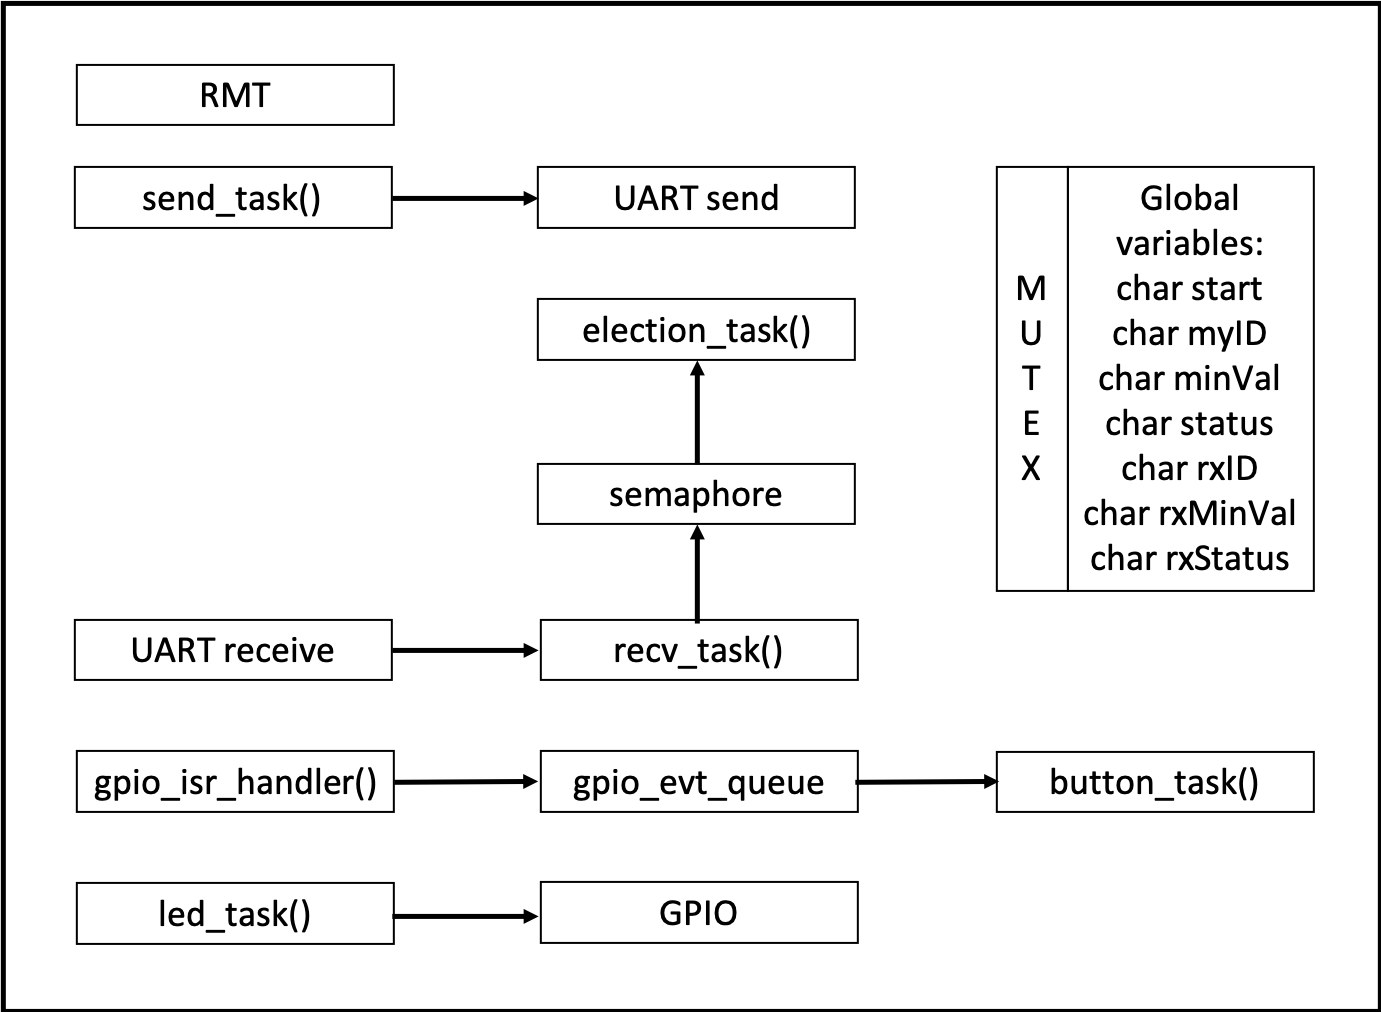 RMT
send_task()
UART send
election_task()
semaphore
UART receive
recv_task()
gpio_isr_handler()
gpio_evt_queue
button_task()
led_task()
GPIO
M
U
T
E
X
Global
variables:
char start
char myID
char minVal
char status
char rxID
char rxMinVal
char rxStatus